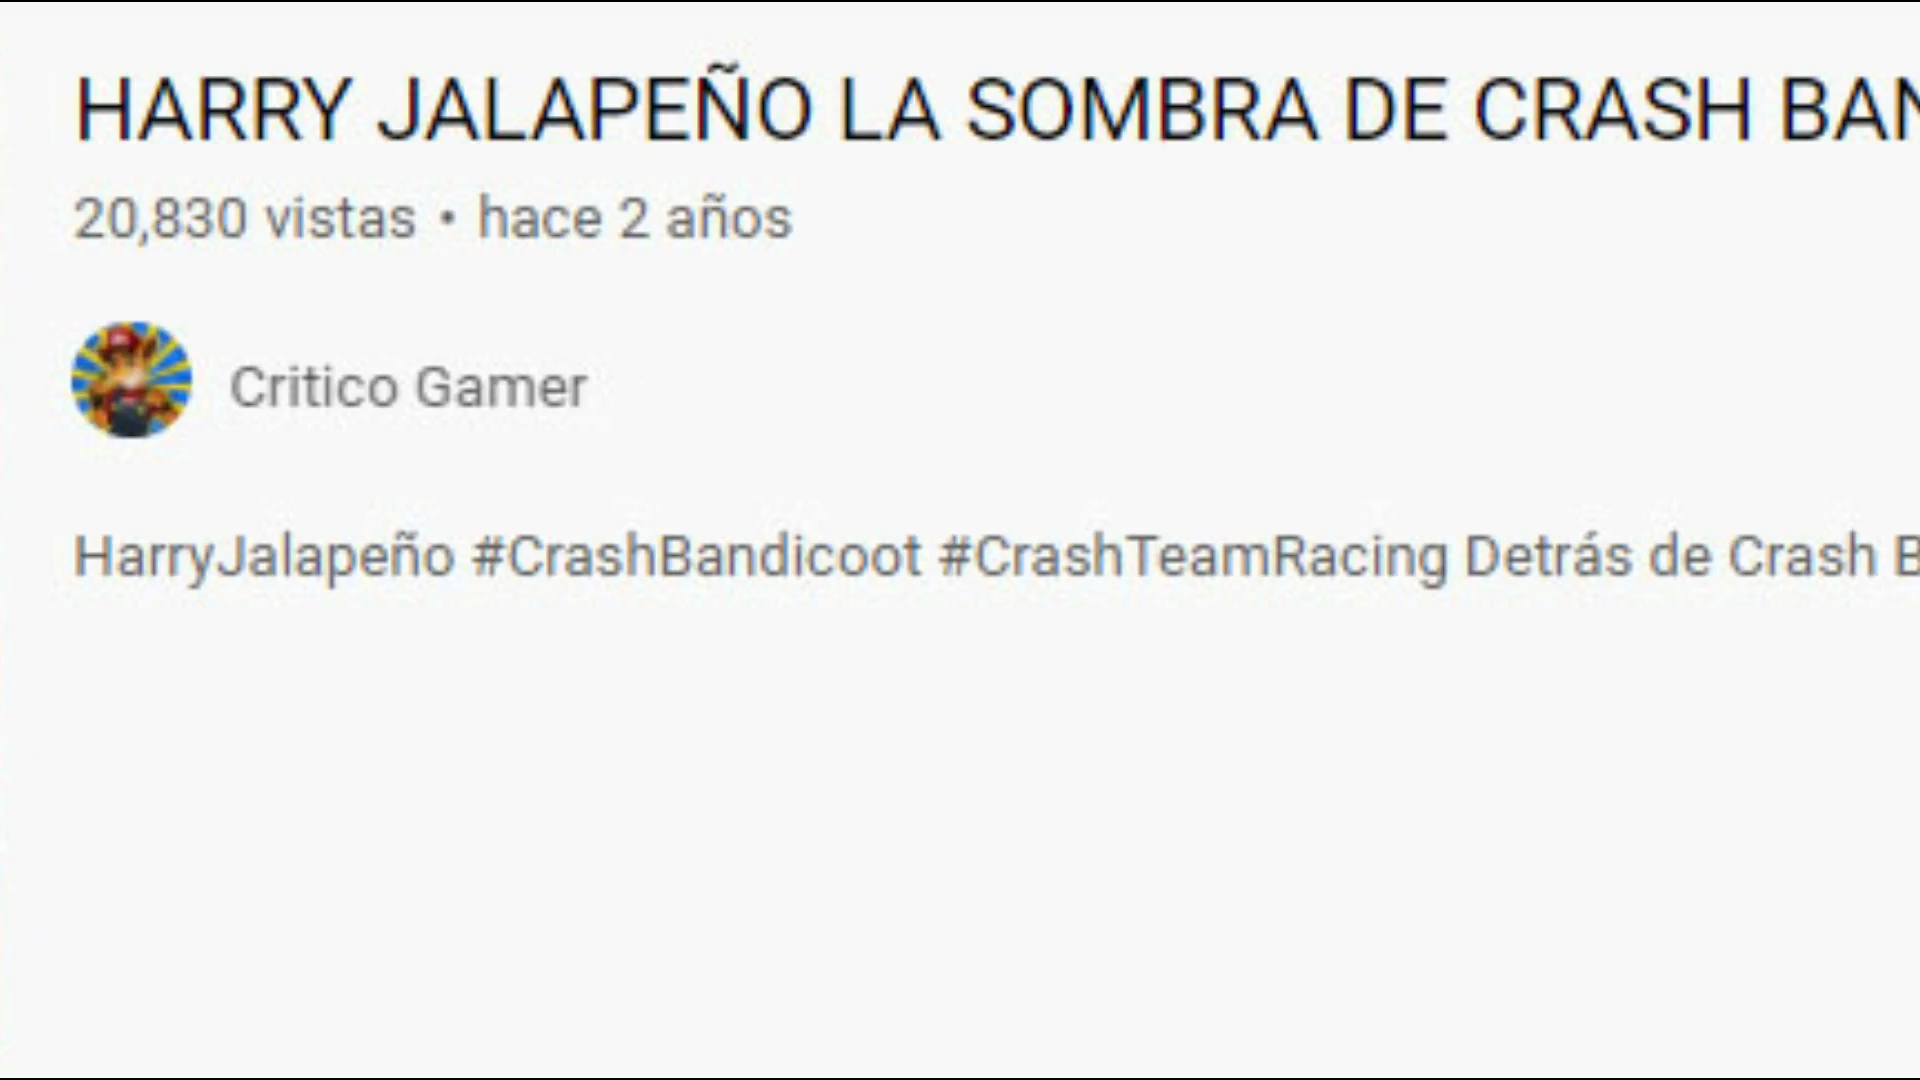 HARRY JALAPEÑO LA SOMBRA DE CRASH BAN
20,830 vistas • hace 2 años
Critico Gamer
HarryJalapeño #CrashBandicoot #CrashTeamRacing Detrás de Crash B